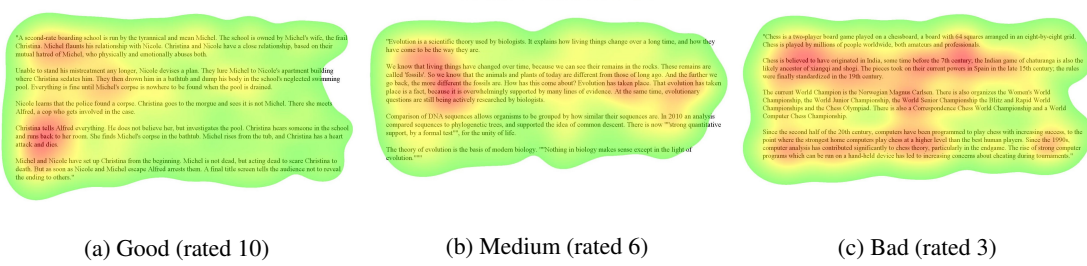 "A second-rate boarding school is run by the tyrannical and mean Michel. The school is owned by Michel's wife, the frail
Christina. Michel flaunts his relationship with Nicole. Christina and Nicole have a close relationship, based on their
mutual hatred of Michel, who physically and emotionally abuses both.
Unable to stand his mistreatment any longer, Nicole devises a plan. They lure Michel to Nicole's apartment building
where Christina sedates him. They then drown him in a bathtub and dump his body in the school's neglected swimming
pool. Everything is fine until Michel's corpse is nowhere to be found when the pool is drained.
Nicole learns that the police found a corpse. Christina goes to the morgue and sees it is not Michel. There she meets
Alfred, a cop who gets involved in the case.
Christina tells Alfred everything. He does not believe her, but investigates the pool. Christina hears someone in the school
and runs back to her room. She finds Michel's corpse in the bathtub. Michel rises from the tub, and Christina has a heart
attack and dies.
Michel and Nicole have set up Christina from the beginning. Michel is not dead, but acting dead to scare Christina to
death. But as soon as Nicole and Michel escape Alfred arrests them. A final title screen tells the audience not to reveal
the ending to others."
(a) Good (rated 10)
"Evolution is a scientific theory used by biologists. It explains how living things change over a long time, and how they
have come to be the way they are.
We know that living things have changed over time, because we can see their remains in the rocks. These remains are
called 'fossils'. So we know that the animals and plants of today are different from those of long ago. And the further we
go back, the more different the fossils are. How has this come about? Evolution has taken place. That evolution has taken
place is a fact, because it is overwhelmingly supported by many lines of evidence. At the same time, evolutionary
questions are still being actively researched by biologists.
Comparison of DNA sequences allows organisms to be grouped by how similar their sequences are. In 2010 an analysis
compared sequences to phylogenetic trees, and supported the idea of common descent. There is now ""strong quantitative
support, by a formal test"", for the unity of life.
The theory of evolution is the basis of modern biology. ""Nothing in biology makes sense except in the light of
evolution."""
(b) Medium (rated 6)
"Chess is a two-player board game played on a chessboard, a board with 64 squares arranged in an eight-by-eight grid.
Chess is played by millions of people worldwide, both amateurs and professionals.
Chess is believed to have originated in India, some time before the 7th century, the Indian game of chaturanga is also the
likely ancestor of xiangqi and shogi. The pieces took on their current powers in Spain in the late 15th century; the rules
were finally standardized in the 19th century.
The current World Champion is the Norwegian Magnus Carlsen. There is also organizes the Women's World
Championship, the World Junior Championship, the World Senior Championship the Blitz and Rapid World
Championships and the Chess Olympiad. There is also a Correspondence Chess World Championship and a World
Computer Chess Championship.
Since the second half of the 20th century, computers have been programmed to play chess with increasing success, to the
point where the strongest home computers play chess at a higher level than the best human players. Since the 1990s,
computer analysis has contributed significantly to chess theory, particularly in the endgame. The rise of strong computer
programs which can be run on a hand-held device has led to increasing concerns about cheating during tournaments."
(c) Bad (rated 3)